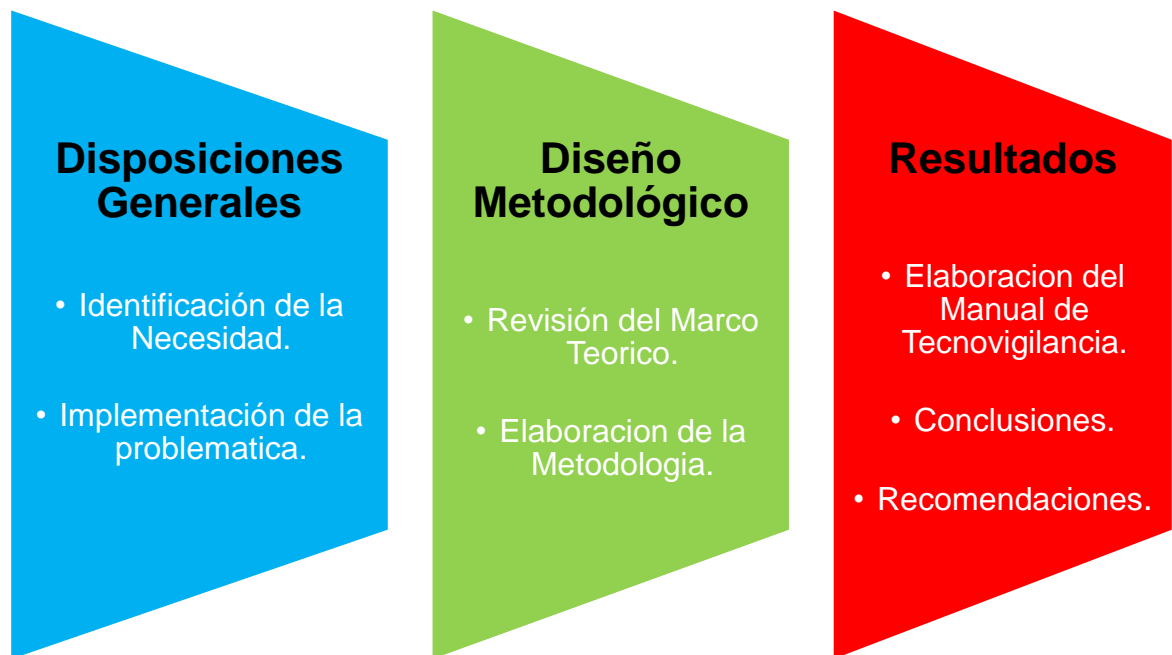 Disposiciones
Generales
• Identificación de la
Necesidad.
• Implementación de la
problematica.
Diseño
Metodológico
• Revisión del Marco
Teorico.
• Elaboracion de la
Metodologia.
Resultados
• Elaboracion del
Manual de
Tecnovigilancia.
• Conclusiones.
• Recomendaciones.